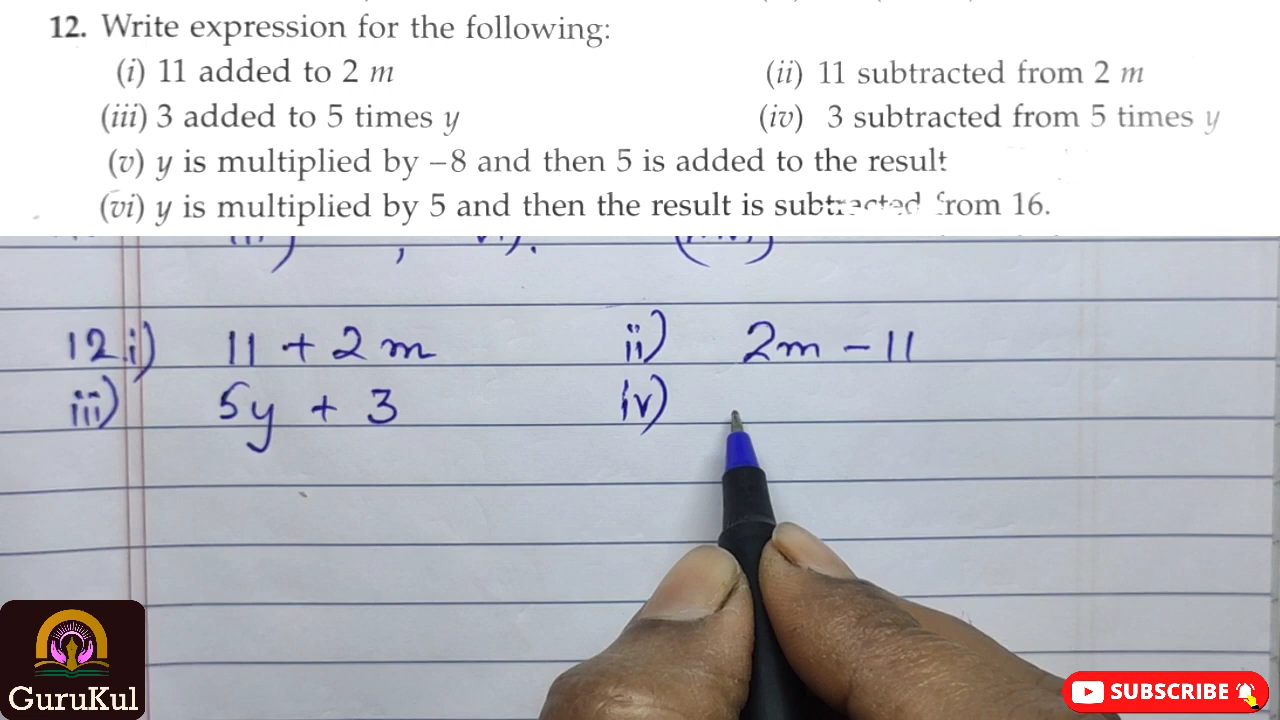 12. Write expression for the following:
(i) 11 added to 2 m (ii) 11 subtracted from 2 m
(iii) 3 added to 5 times y (iv) 3 subtracted from 5 times y
(v) y is multiplied by –8 and then 5 is added to the result
(vi) y is multiplied by 5 and then the result is subtracted from 16.
12.i) 11 + 2m ii) 2m - 11
iii) 5y + 3 iv)
GuruKul
SUBSCRIBE